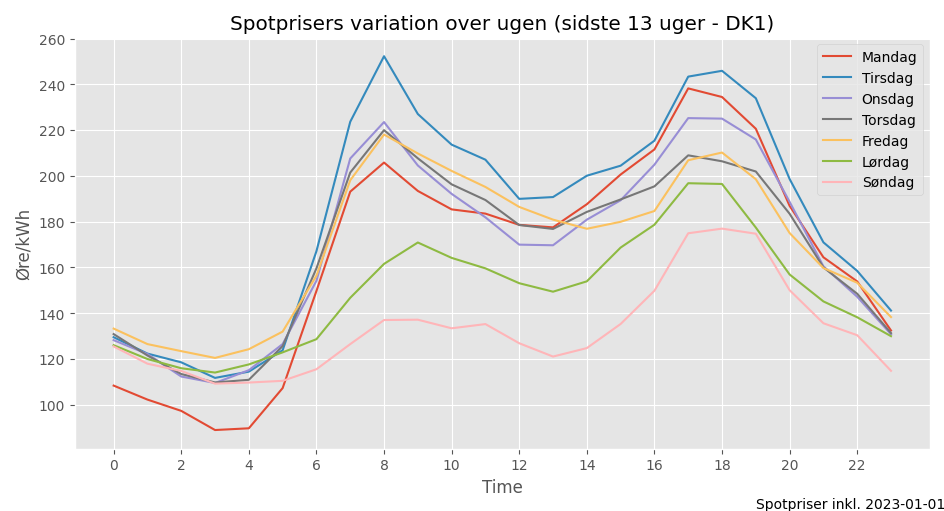 Spotprisers variation over ugen (sidste 13 uger - DK1)
260
240
220
200
180
160
140
120
100
Øre/kWh
Mandag
Tirsdag
Onsdag
Torsdag
Fredag
Lørdag
Søndag
0 2 4 6 8 10 12 14 16 18 20 22
Time
Spotpriser inkl. 2023-01-01